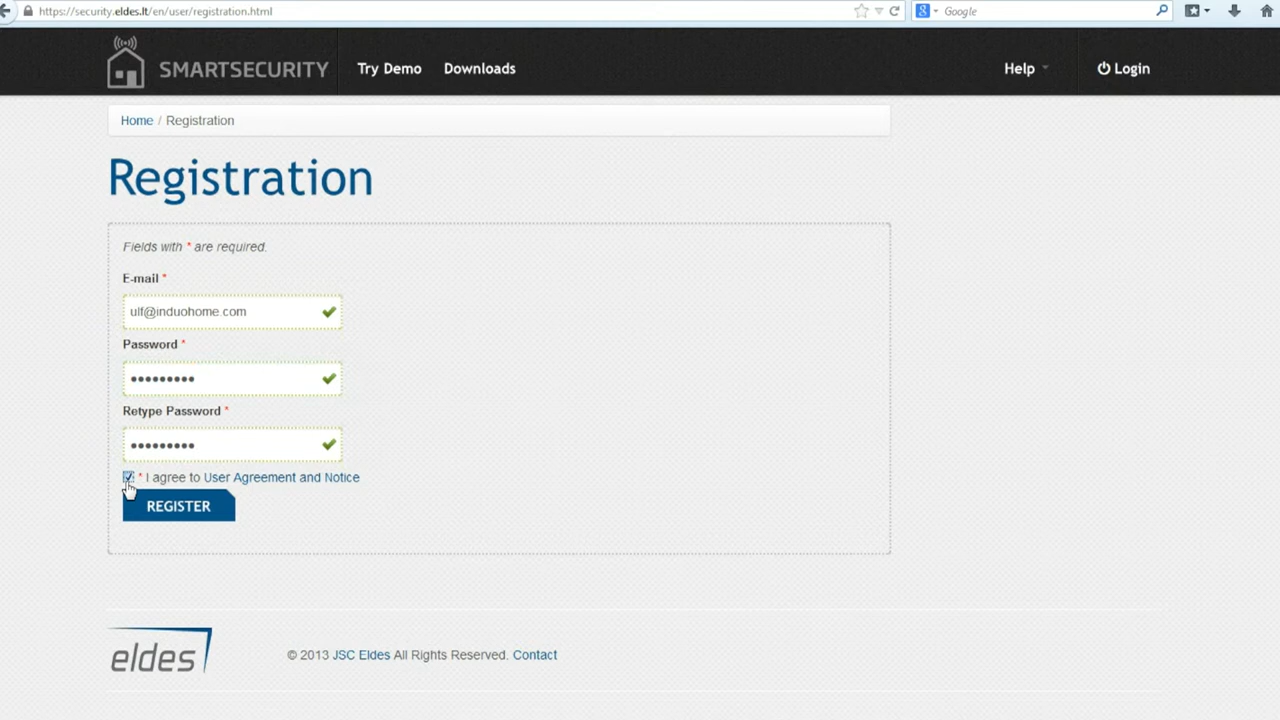 https://security.eldes.lt/en/user/registration.html
Google
SMARTSECURITY
Try Demo
Downloads
Help
Login
Home / Registration
Registration
Fields with * are required.
E-mail *
ulf@induohome.com
Password *
•••••••••
Retype Password *
•••••••••
* I agree to User Agreement and Notice
REGISTER
eldes
© 2013 JSC Eldes All Rights Reserved. Contact